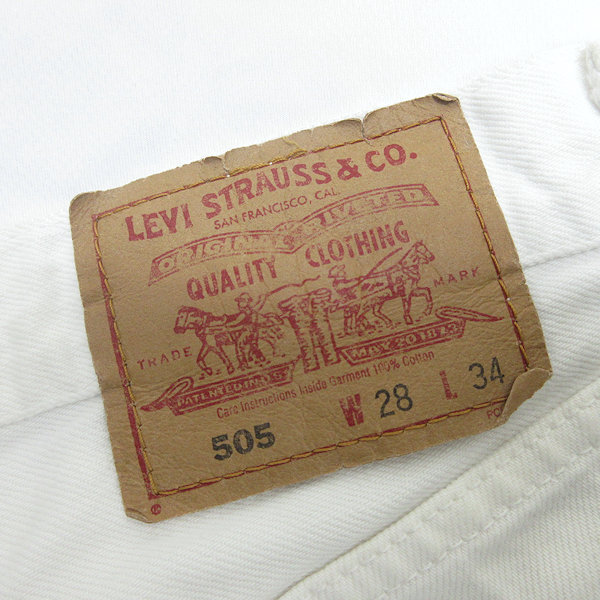 LEVI STRAUSS & CO.
SAN FRANCISCO, CAL.
ORIGINAL RIVETED
QUALITY CLOTHING
TRADE MARK
PATENTED IN U.S. MAY 20 1873
Care Instructions Inside Garment 100% Cotton
505 W 28 L 34